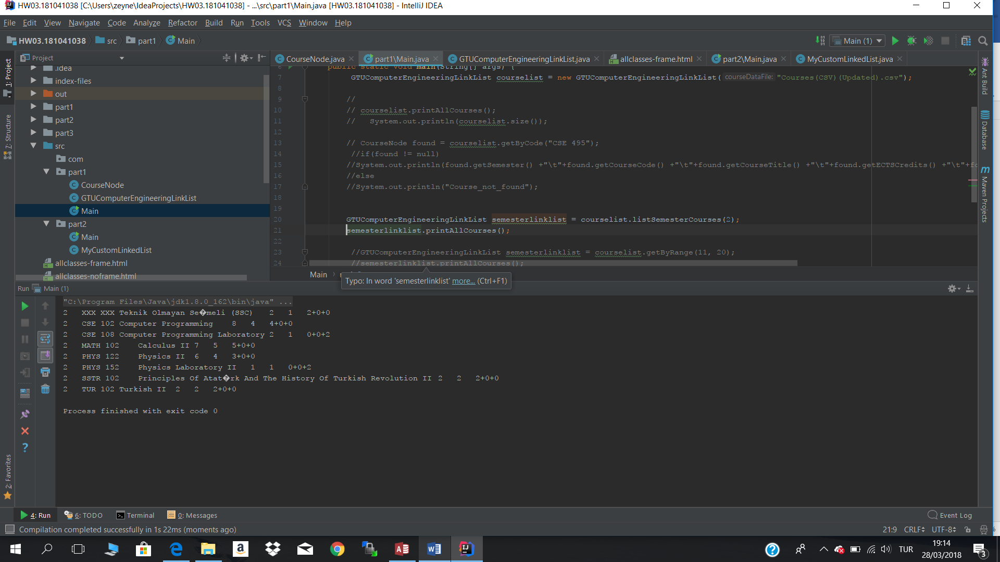 HW03.181041038 [C:\Users\zeyne\IdeaProjects\HW03.181041038] - ...\src\part1\Main.java [HW03.181041038] - IntelliJ IDEA
File Edit View Navigate Code Analyze Refactor Build Run Tools VCS Window Help
HW03.181041038 src part1 Main
Main (1)
Project
CourseNode.java part1\Main.java GTUComputerEngineeringLinkList.java allclasses-frame.html part2\Main.java MyCustomLinkedList.java
1: Project
7: Structure
2: Favorites
.idea
index-files
out
part1
part2
part3
src
com
part1
CourseNode
GTUComputerEngineeringLinkList
Main
part2
Main
MyCustomLinkedList
allclasses-frame.html
allclasses-noframe.html
6 public static void main(String[] args) {
7 GTUComputerEngineeringLinkList courselist = new GTUComputerEngineeringLinkList( courseDataFile: "Courses(CSV)(Updated).csv");
8
9 //
10 // courselist.printAllCourses();
11 // System.out.println(courselist.size());
12
13 // CourseNode found = courselist.getByCode("CSE 495");
14 //if(found != null)
15 //System.out.println(found.getSemester() +"\t"+found.getCourseCode() +"\t"+found.getCourseTitle() +"\t"+found.getECTSCredits() +"\t"+fo
16 //else
17 //System.out.println("Course_not_found");
18
19
20 GTUComputerEngineeringLinkList semesterlinklist = courselist.listSemesterCourses(2);
21 semesterlinklist.printAllCourses();
22
23 //GTUComputerEngineeringLinkList semesterlinklist = courselist.getByRange(11, 20);
24 //semesterlinklist.printAllCourses();
Main
Typo: In word 'semesterlinklist' more... (Ctrl+F1)
Ant Build
Database
Maven Projects
Run Main (1)
"C:\Program Files\Java\jdk1.8.0_162\bin\java" ...
2 XXX XXX Teknik Olmayan Se�meli (SSC) 2 1 2+0+0
2 CSE 102 Computer Programming 8 4 4+0+0
2 CSE 108 Computer Programming Laboratory 2 1 0+0+2
2 MATH 102 Calculus II 7 5 5+0+0
2 PHYS 122 Physics II 6 4 3+0+0
2 PHYS 152 Physics Laboratory II 1 1 0+0+2
2 SSTR 102 Principles Of Atat�rk And The History Of Turkish Revolution II 2 2 2+0+0
2 TUR 102 Turkish II 2 2 2+0+0
Process finished with exit code 0
4: Run 6: TODO Terminal 0: Messages Event Log
Compilation completed successfully in 1s 22ms (moments ago) 21:9 CRLF UTF-8
TUR
19:14
28/03/2018
3